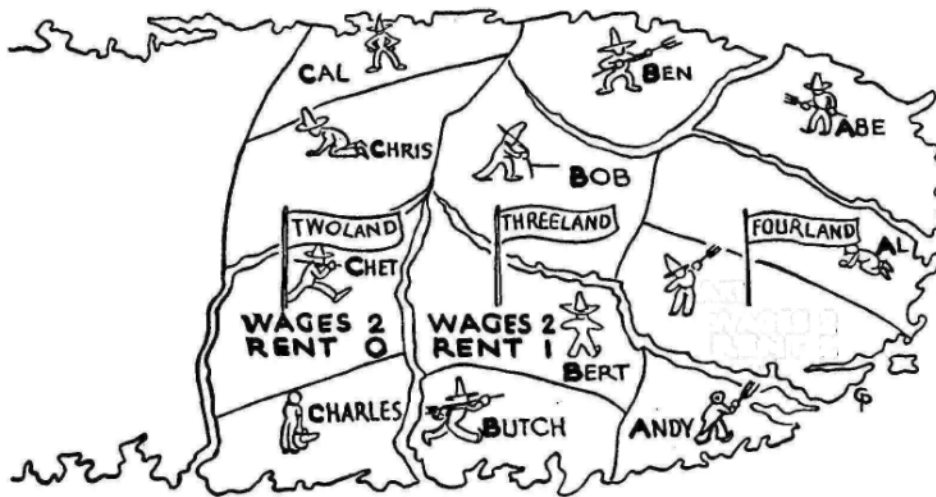 CAL
BEN
ABE
CHRIS
BOB
TWOLAND
THREELAND
FOURLAND
AL
CHET
WAGES 2
RENT 0
WAGES 2
RENT 1
BERT
CHARLES
BUTCH
ANDY